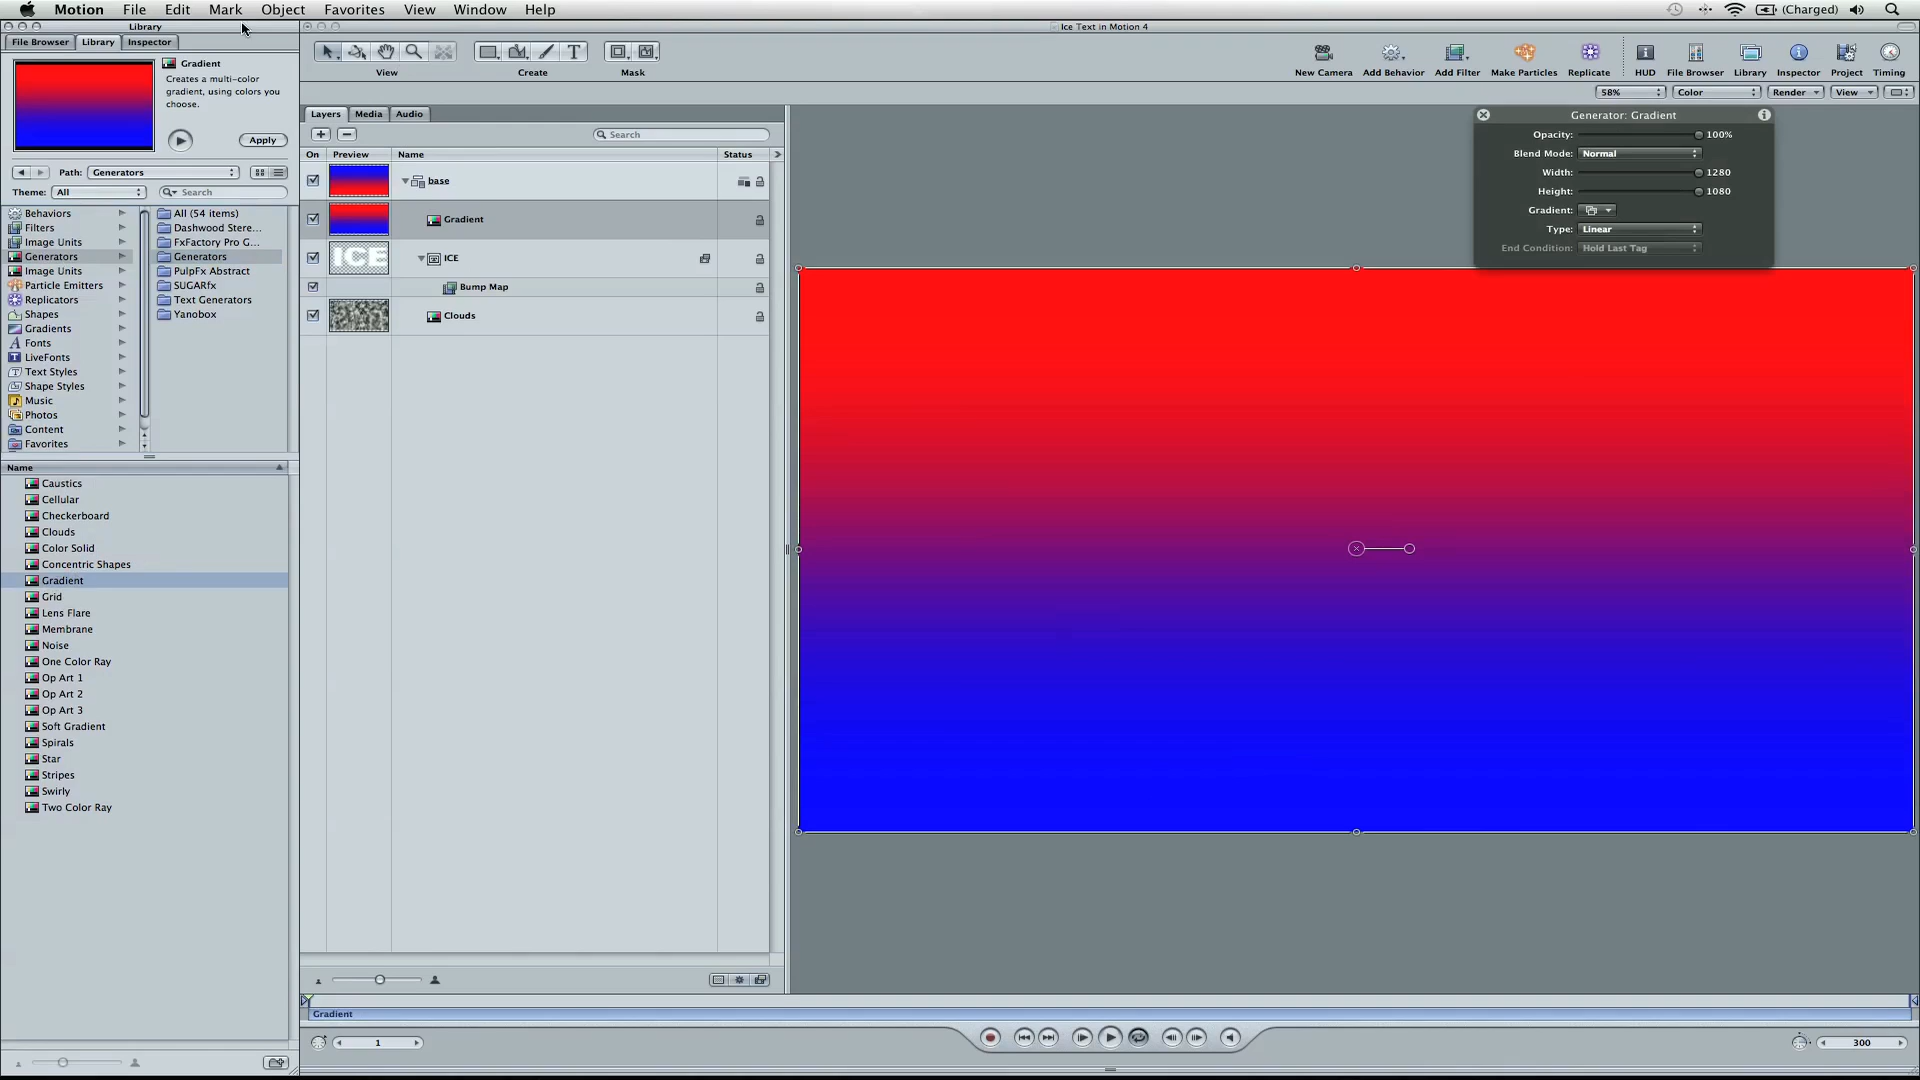 Motion File Edit Mark Object Favorites View Window Help (Charged)
Library
Ice Text in Motion 4
File Browser Library Inspector
Gradient
Creates a multi-color
gradient, using colors you
choose.
Apply
Path: Generators
Theme: All Search
Behaviors
Filters
Image Units
Generators
Image Units
Particle Emitters
Replicators
Shapes
Gradients
Fonts
LiveFonts
Text Styles
Shape Styles
Music
Photos
Content
Favorites
All (54 items)
Dashwood Stere...
FxFactory Pro G...
Generators
PulpFx Abstract
SUGARfx
Text Generators
Yanobox
Name
Caustics
Cellular
Checkerboard
Clouds
Color Solid
Concentric Shapes
Gradient
Grid
Lens Flare
Membrane
Noise
One Color Ray
Op Art 1
Op Art 2
Op Art 3
Soft Gradient
Spirals
Star
Stripes
Swirly
Two Color Ray
View Create Mask
New Camera Add Behavior Add Filter Make Particles Replicate HUD File Browser Library Inspector Project Timing
58% Color Render View
Layers Media Audio
Search
On Preview Name Status
base
Gradient
ICE ICE
Bump Map
Clouds
Generator: Gradient
Opacity: 100%
Blend Mode: Normal
Width: 1280
Height: 1080
Gradient:
Type: Linear
End Condition: Hold Last Tag
Gradient
1
300